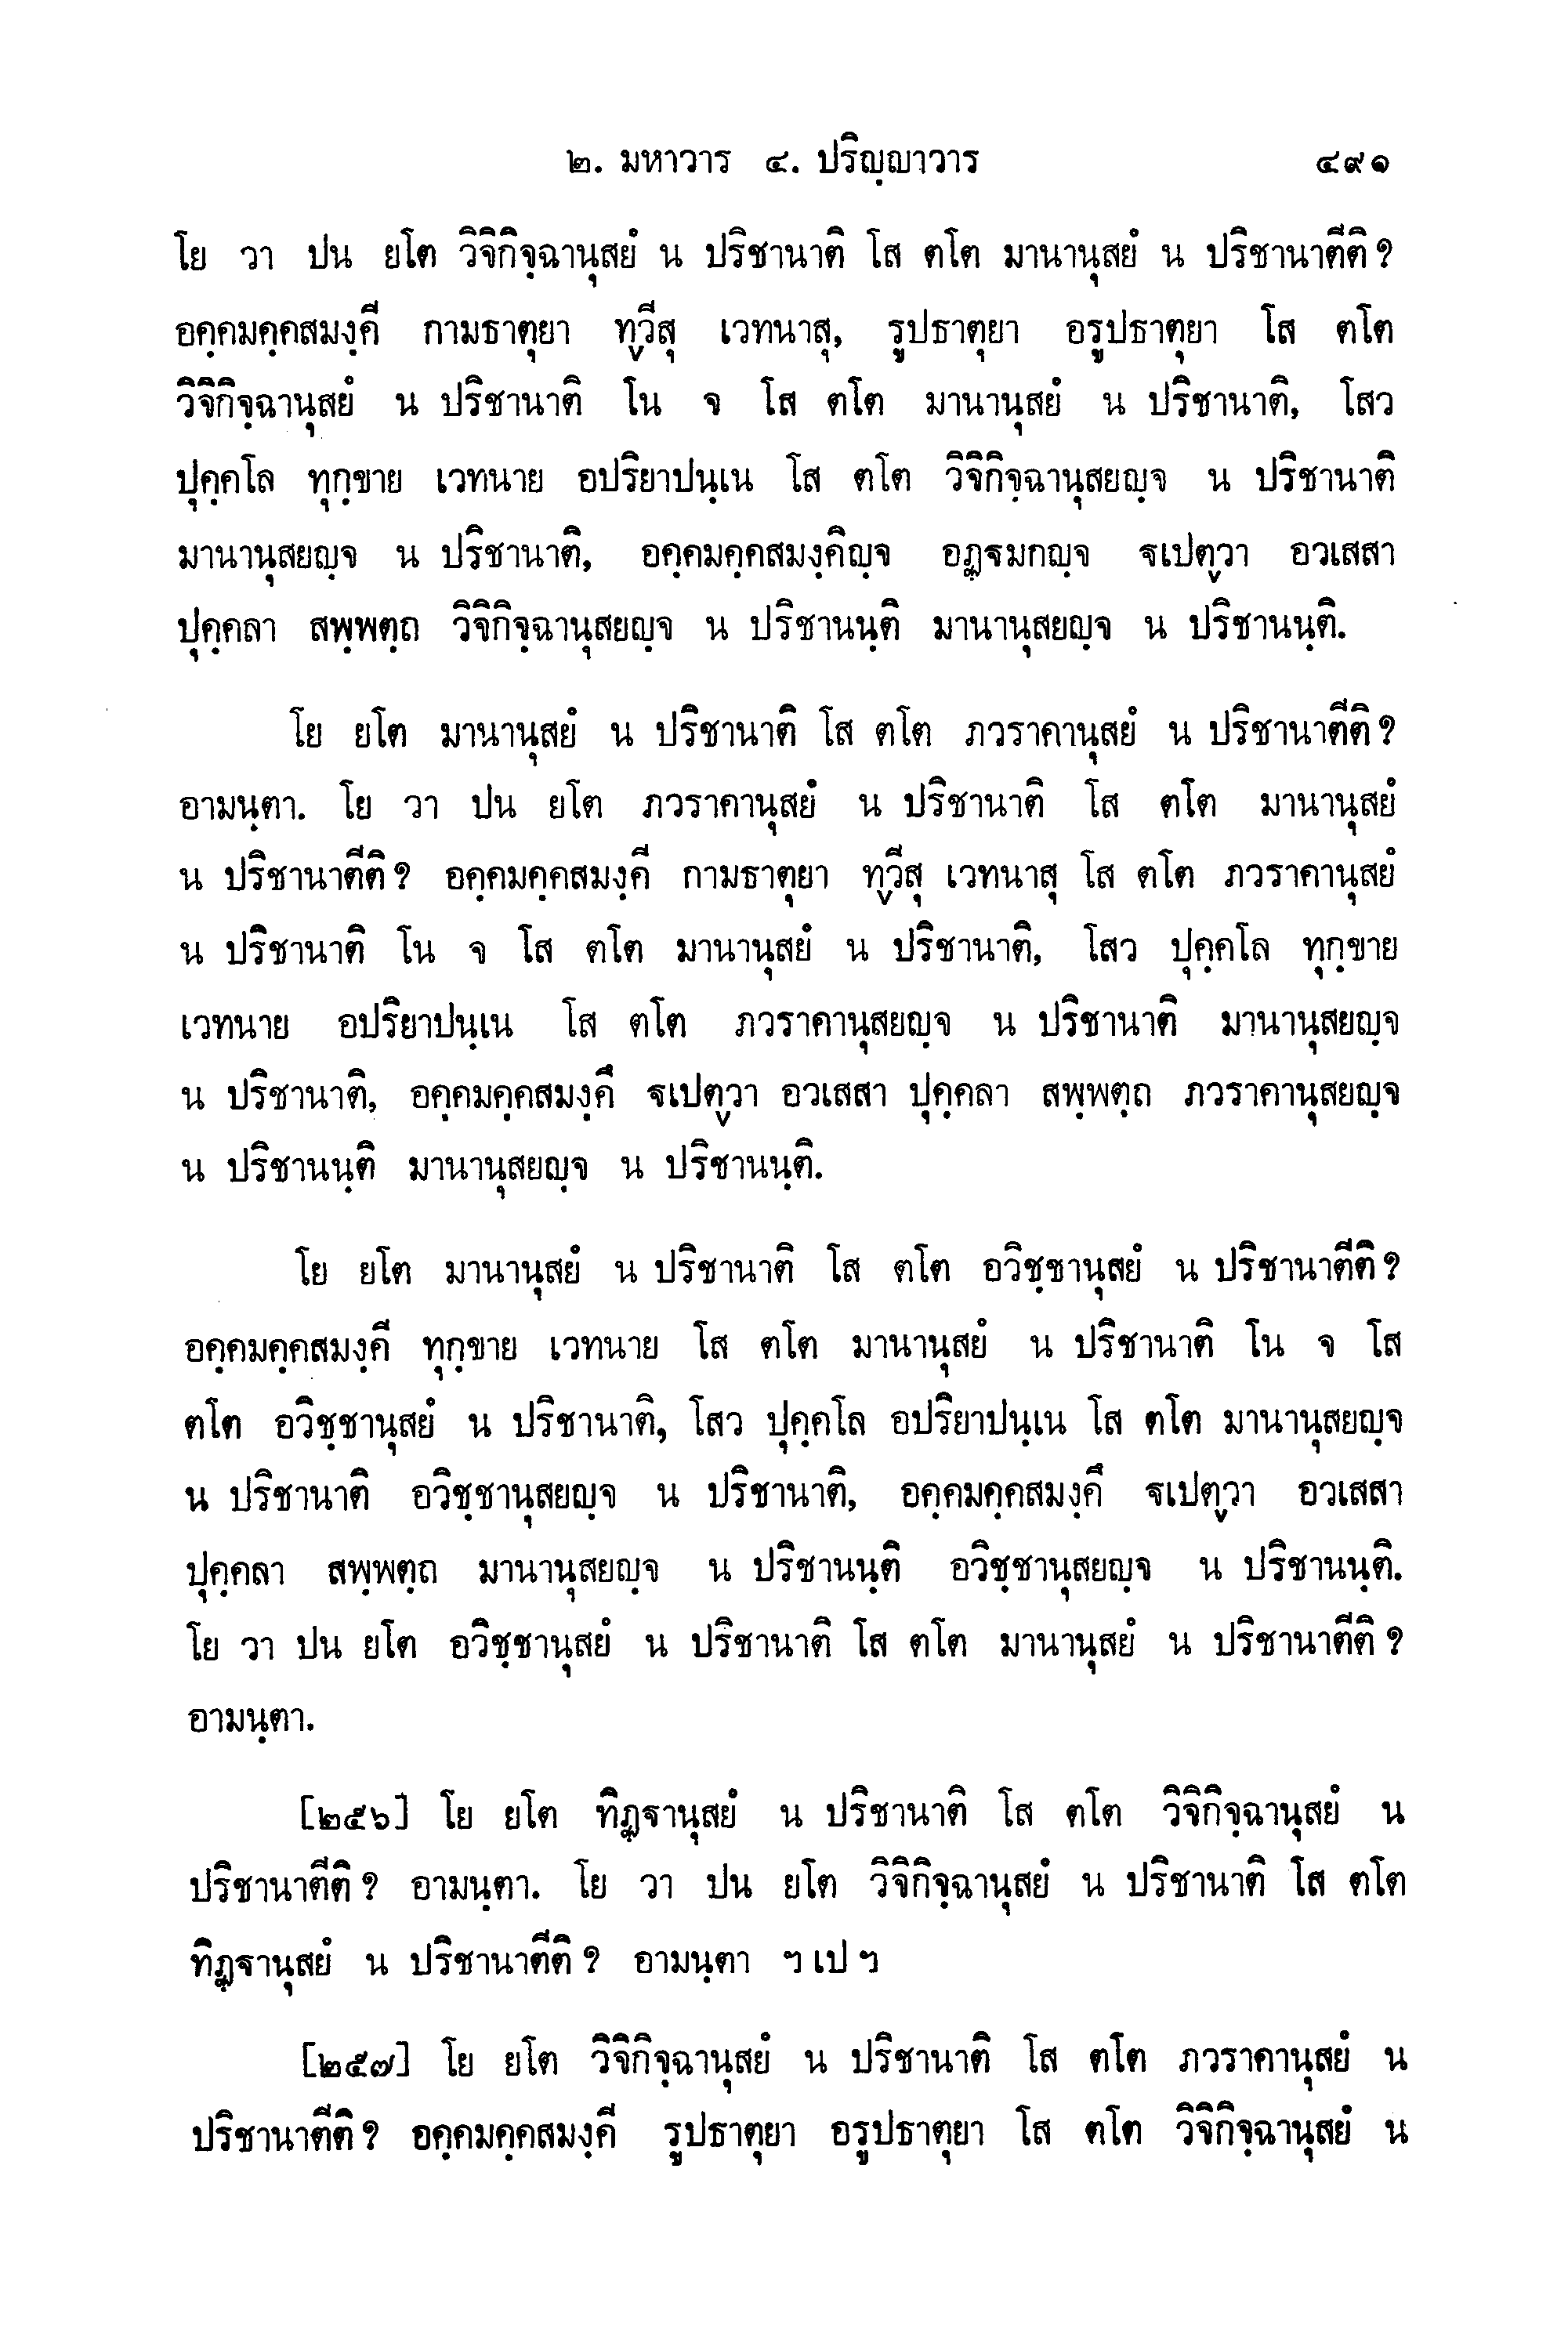 ๒. มหาวาร ๔. ปริญฺญาวาร ๔๙๑
โย วา ปน ยโต วิจิกิจฺฉานุสยํ น ปริชานาติ โส ตโต มานานุสยํ น ปริชานาตีติ ?
อคฺคมคฺคสมงฺคี กามธาตุยา ทฺวีสุ เวทนาสุ, รูปธาตุยา อรูปธาตุยา โส ตโต
วิจิกิจฺฉานุสยํ น ปริชานาติ โน จ โส ตโต มานานุสยํ น ปริชานาติ, โสว
ปุคฺคโล ทุกฺขาย เวทนาย อปริยาปนฺเน โส ตโต วิจิกิจฺฉานุสยญฺจ น ปริชานาติ
มานานุสยญฺจ น ปริชานาติ, อคฺคมคฺคสมงฺคิญฺจ อฏฺฐมกญฺจ ฐเปตฺวา อวเสสา
ปุคฺคลา สพฺพตฺถ วิจิกิจฺฉานุสยญฺจ น ปริชานนฺติ มานานุสยญฺจ น ปริชานนฺติ.
โย ยโต มานานุสยํ น ปริชานาติ โส ตโต ภวราคานุสยํ น ปริชานาตีติ ?
อามนฺตา. โย วา ปน ยโต ภวราคานุสยํ น ปริชานาติ โส ตโต มานานุสยํ
น ปริชานาตีติ ? อคฺคมคฺคสมงฺคี กามธาตุยา ทฺวีสุ เวทนาสุ โส ตโต ภวราคานุสยํ
น ปริชานาติ โน จ โส ตโต มานานุสยํ น ปริชานาติ, โสว ปุคฺคโล ทุกฺขาย
เวทนาย อปริยาปนฺเน โส ตโต ภวราคานุสยญฺจ น ปริชานาติ มานานุสยญฺจ
น ปริชานาติ, อคฺคมคฺคสมงฺคึ ฐเปตฺวา อวเสสา ปุคฺคลา สพฺพตฺถ ภวราคานุสยญฺจ
น ปริชานนฺติ มานานุสยญฺจ น ปริชานนฺติ.
โย ยโต มานานุสยํ น ปริชานาติ โส ตโต อวิชฺชานุสยํ น ปริชานาตีติ ?
อคฺคมคฺคสมงฺคี ทุกฺขาย เวทนาย โส ตโต มานานุสยํ น ปริชานาติ โน จ โส
ตโต อวิชฺชานุสยํ น ปริชานาติ, โสว ปุคฺคโล อปริยาปนฺเน โส ตโต มานานุสยญฺจ
น ปริชานาติ อวิชฺชานุสยญฺจ น ปริชานาติ, อคฺคมคฺคสมงฺคึ ฐเปตฺวา อวเสสา
ปุคฺคลา สพฺพตฺถ มานานุสยญฺจ น ปริชานนฺติ อวิชฺชานุสยญฺจ น ปริชานนฺติ.
โย วา ปน ยโต อวิชฺชานุสยํ น ปริชานาติ โส ตโต มานานุสยํ น ปริชานาตีติ ?
อามนฺตา.
[๒๕๖] โย ยโต ทิฏฺฐานุสยํ น ปริชานาติ โส ตโต วิจิกิจฺฉานุสยํ น
ปริชานาตีติ ? อามนฺตา. โย วา ปน ยโต วิจิกิจฺฉานุสยํ น ปริชานาติ โส ตโต
ทิฏฺฐานุสยํ น ปริชานาตีติ ? อามนฺตา ฯ เป ฯ
[๒๕๗] โย ยโต วิจิกิจฺฉานุสยํ น ปริชานาติ โส ตโต ภวราคานุสยํ น
ปริชานาตีติ ? อคฺคมคฺคสมงฺคี รูปธาตุยา อรูปธาตุยา โส ตโต วิจิกิจฺฉานุสยํ น